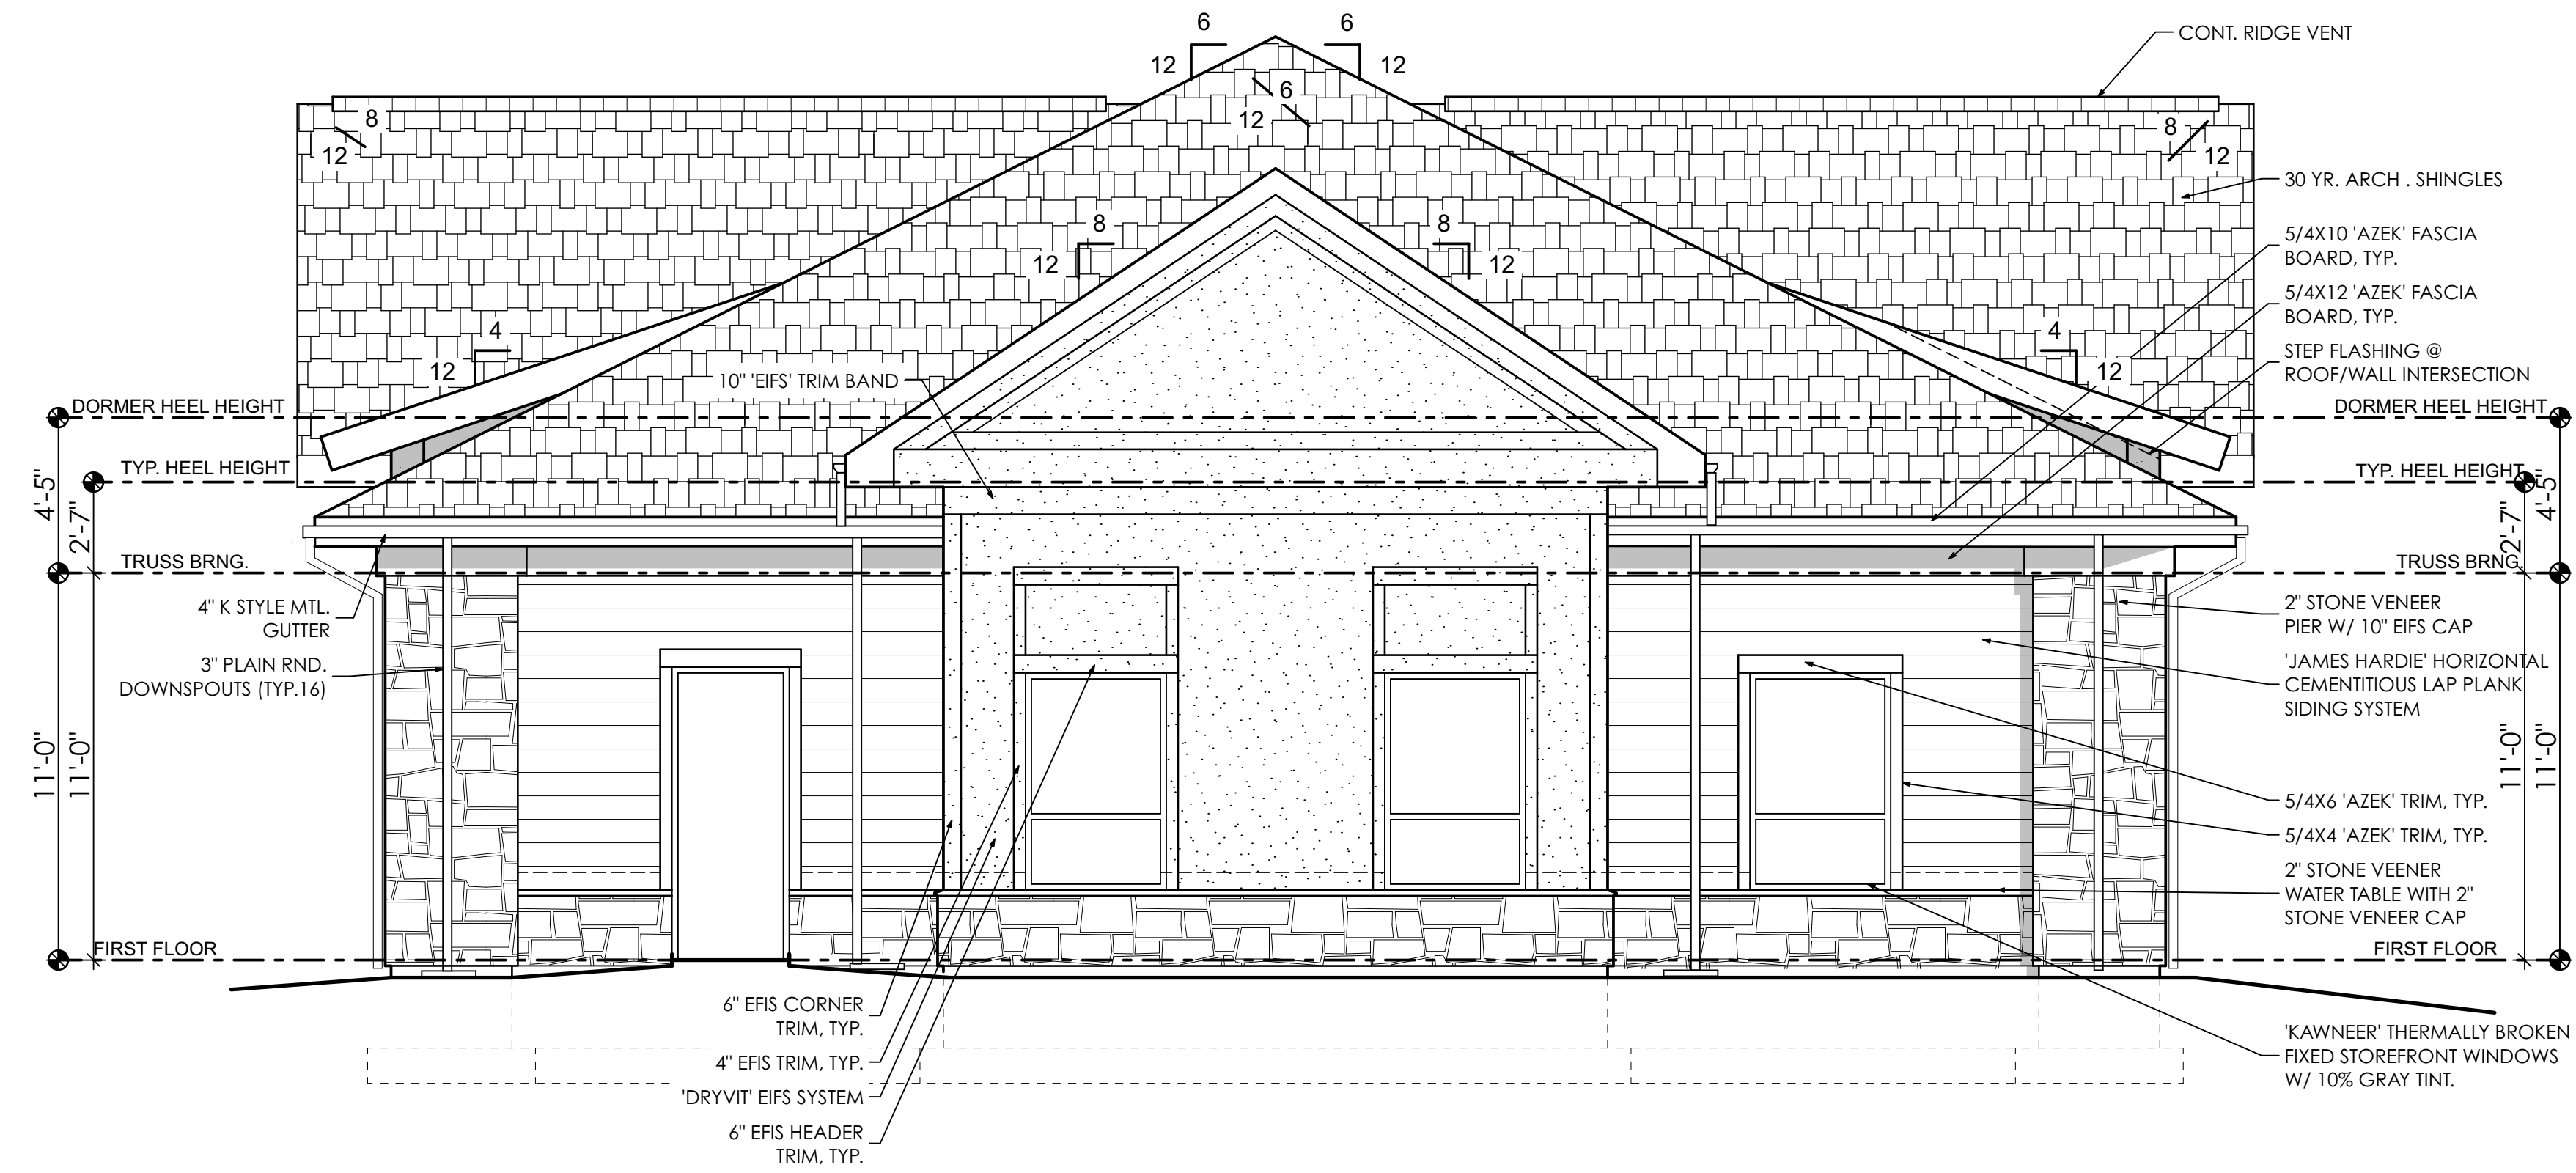 6
6
CONT. RIDGE VENT
12
12
6
12
8
12
8
12
30 YR. ARCH . SHINGLES
8
12
8
12
5/4X10 'AZEK' FASCIA
BOARD, TYP.
5/4X12 'AZEK' FASCIA
BOARD, TYP.
4
12
4
12
STEP FLASHING @
ROOF/WALL INTERSECTION
10" 'EIFS' TRIM BAND
DORMER HEEL HEIGHT
DORMER HEEL HEIGHT
TYP. HEEL HEIGHT
TYP. HEEL HEIGHT
4'-5"
2'-7"
2'-7"
4'-5"
TRUSS BRNG.
TRUSS BRNG.
4" K STYLE MTL.
GUTTER
3" PLAIN RND.
DOWNSPOUTS (TYP.16)
2" STONE VENEER
PIER W/ 10" EIFS CAP
'JAMES HARDIE' HORIZONTAL
CEMENTITIOUS LAP PLANK
SIDING SYSTEM
11'-0"
11'-0"
11'-0"
11'-0"
5/4X6 'AZEK' TRIM, TYP.
5/4X4 'AZEK' TRIM, TYP.
2" STONE VEENER
WATER TABLE WITH 2"
STONE VENEER CAP
FIRST FLOOR
FIRST FLOOR
6" EFIS CORNER
TRIM, TYP.
4" EFIS TRIM, TYP.
'DRYVIT' EIFS SYSTEM
6" EFIS HEADER
TRIM, TYP.
'KAWNEER' THERMALLY BROKEN
FIXED STOREFRONT WINDOWS
W/ 10% GRAY TINT.